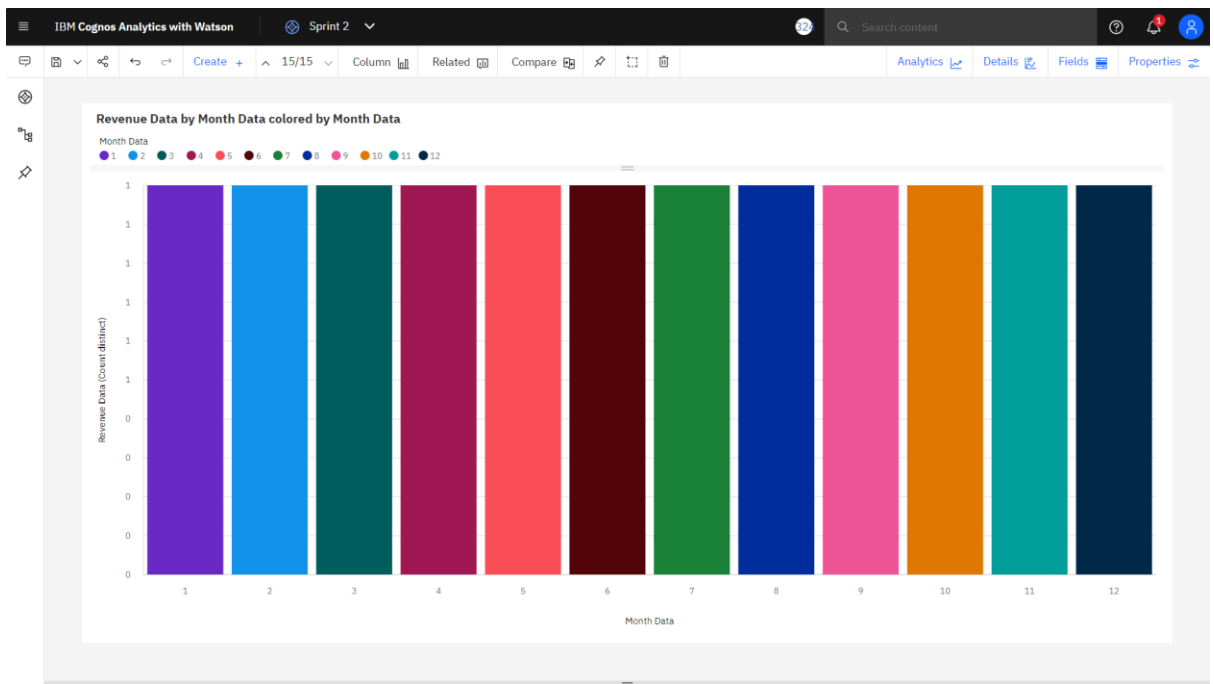 IBM Cognos Analytics with Watson Sprint 2 Search content 1
Create + 15/15 Column Related Compare Analytics Details Fields Properties
Revenue Data by Month Data colored by Month Data
Month Data
1 2 3 4 5 6 7 8 9 10 11 12
Revenue Data (Count distinct)
1
1
1
1
1
1
0
0
0
0
0
1 2 3 4 5 6 7 8 9 10 11 12
Month Data